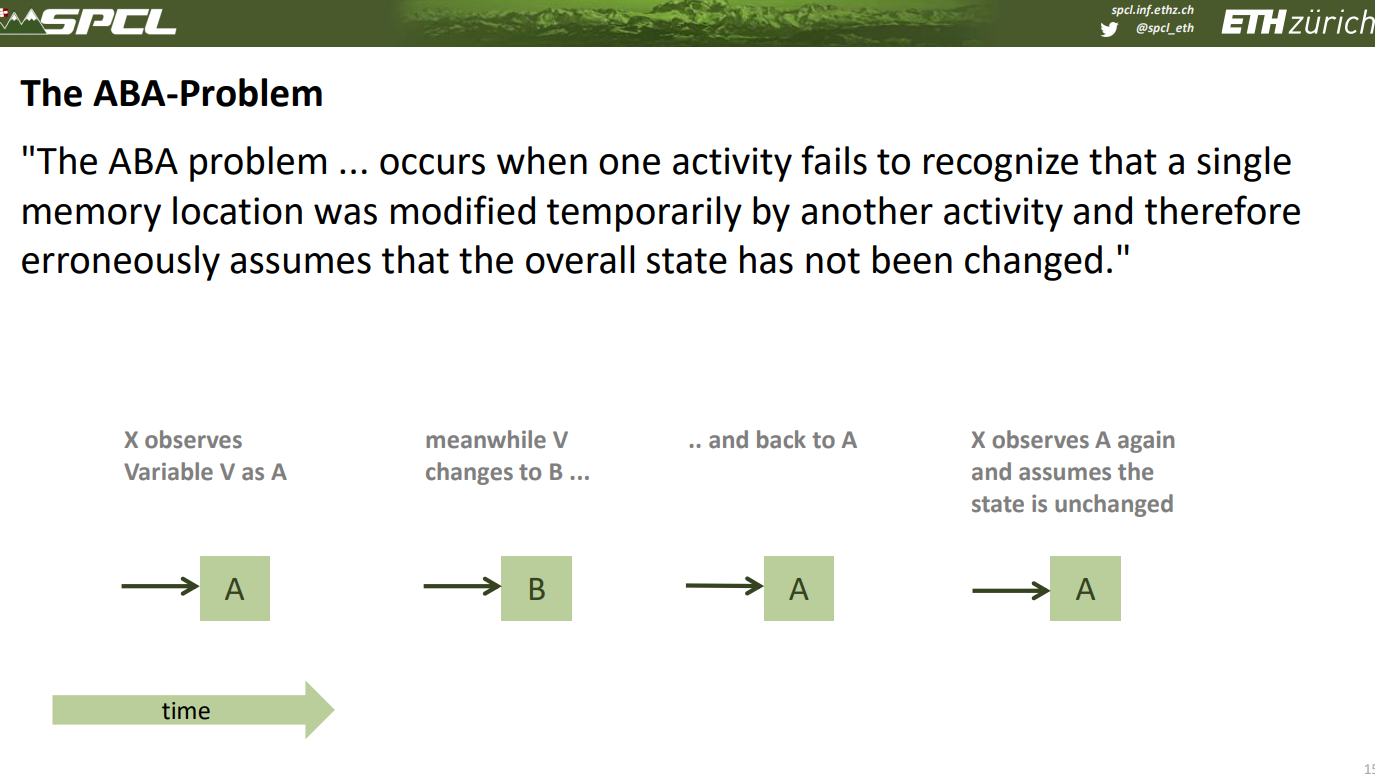 SPCL
spcl.inf.ethz.ch
@spcl_eth
ETH zürich
The ABA-Problem
"The ABA problem ... occurs when one activity fails to recognize that a single
memory location was modified temporarily by another activity and therefore
erroneously assumes that the overall state has not been changed."
X observes
Variable V as A
meanwhile V
changes to B ...
.. and back to A
X observes A again
and assumes the
state is unchanged
A
B
A
A
time
15